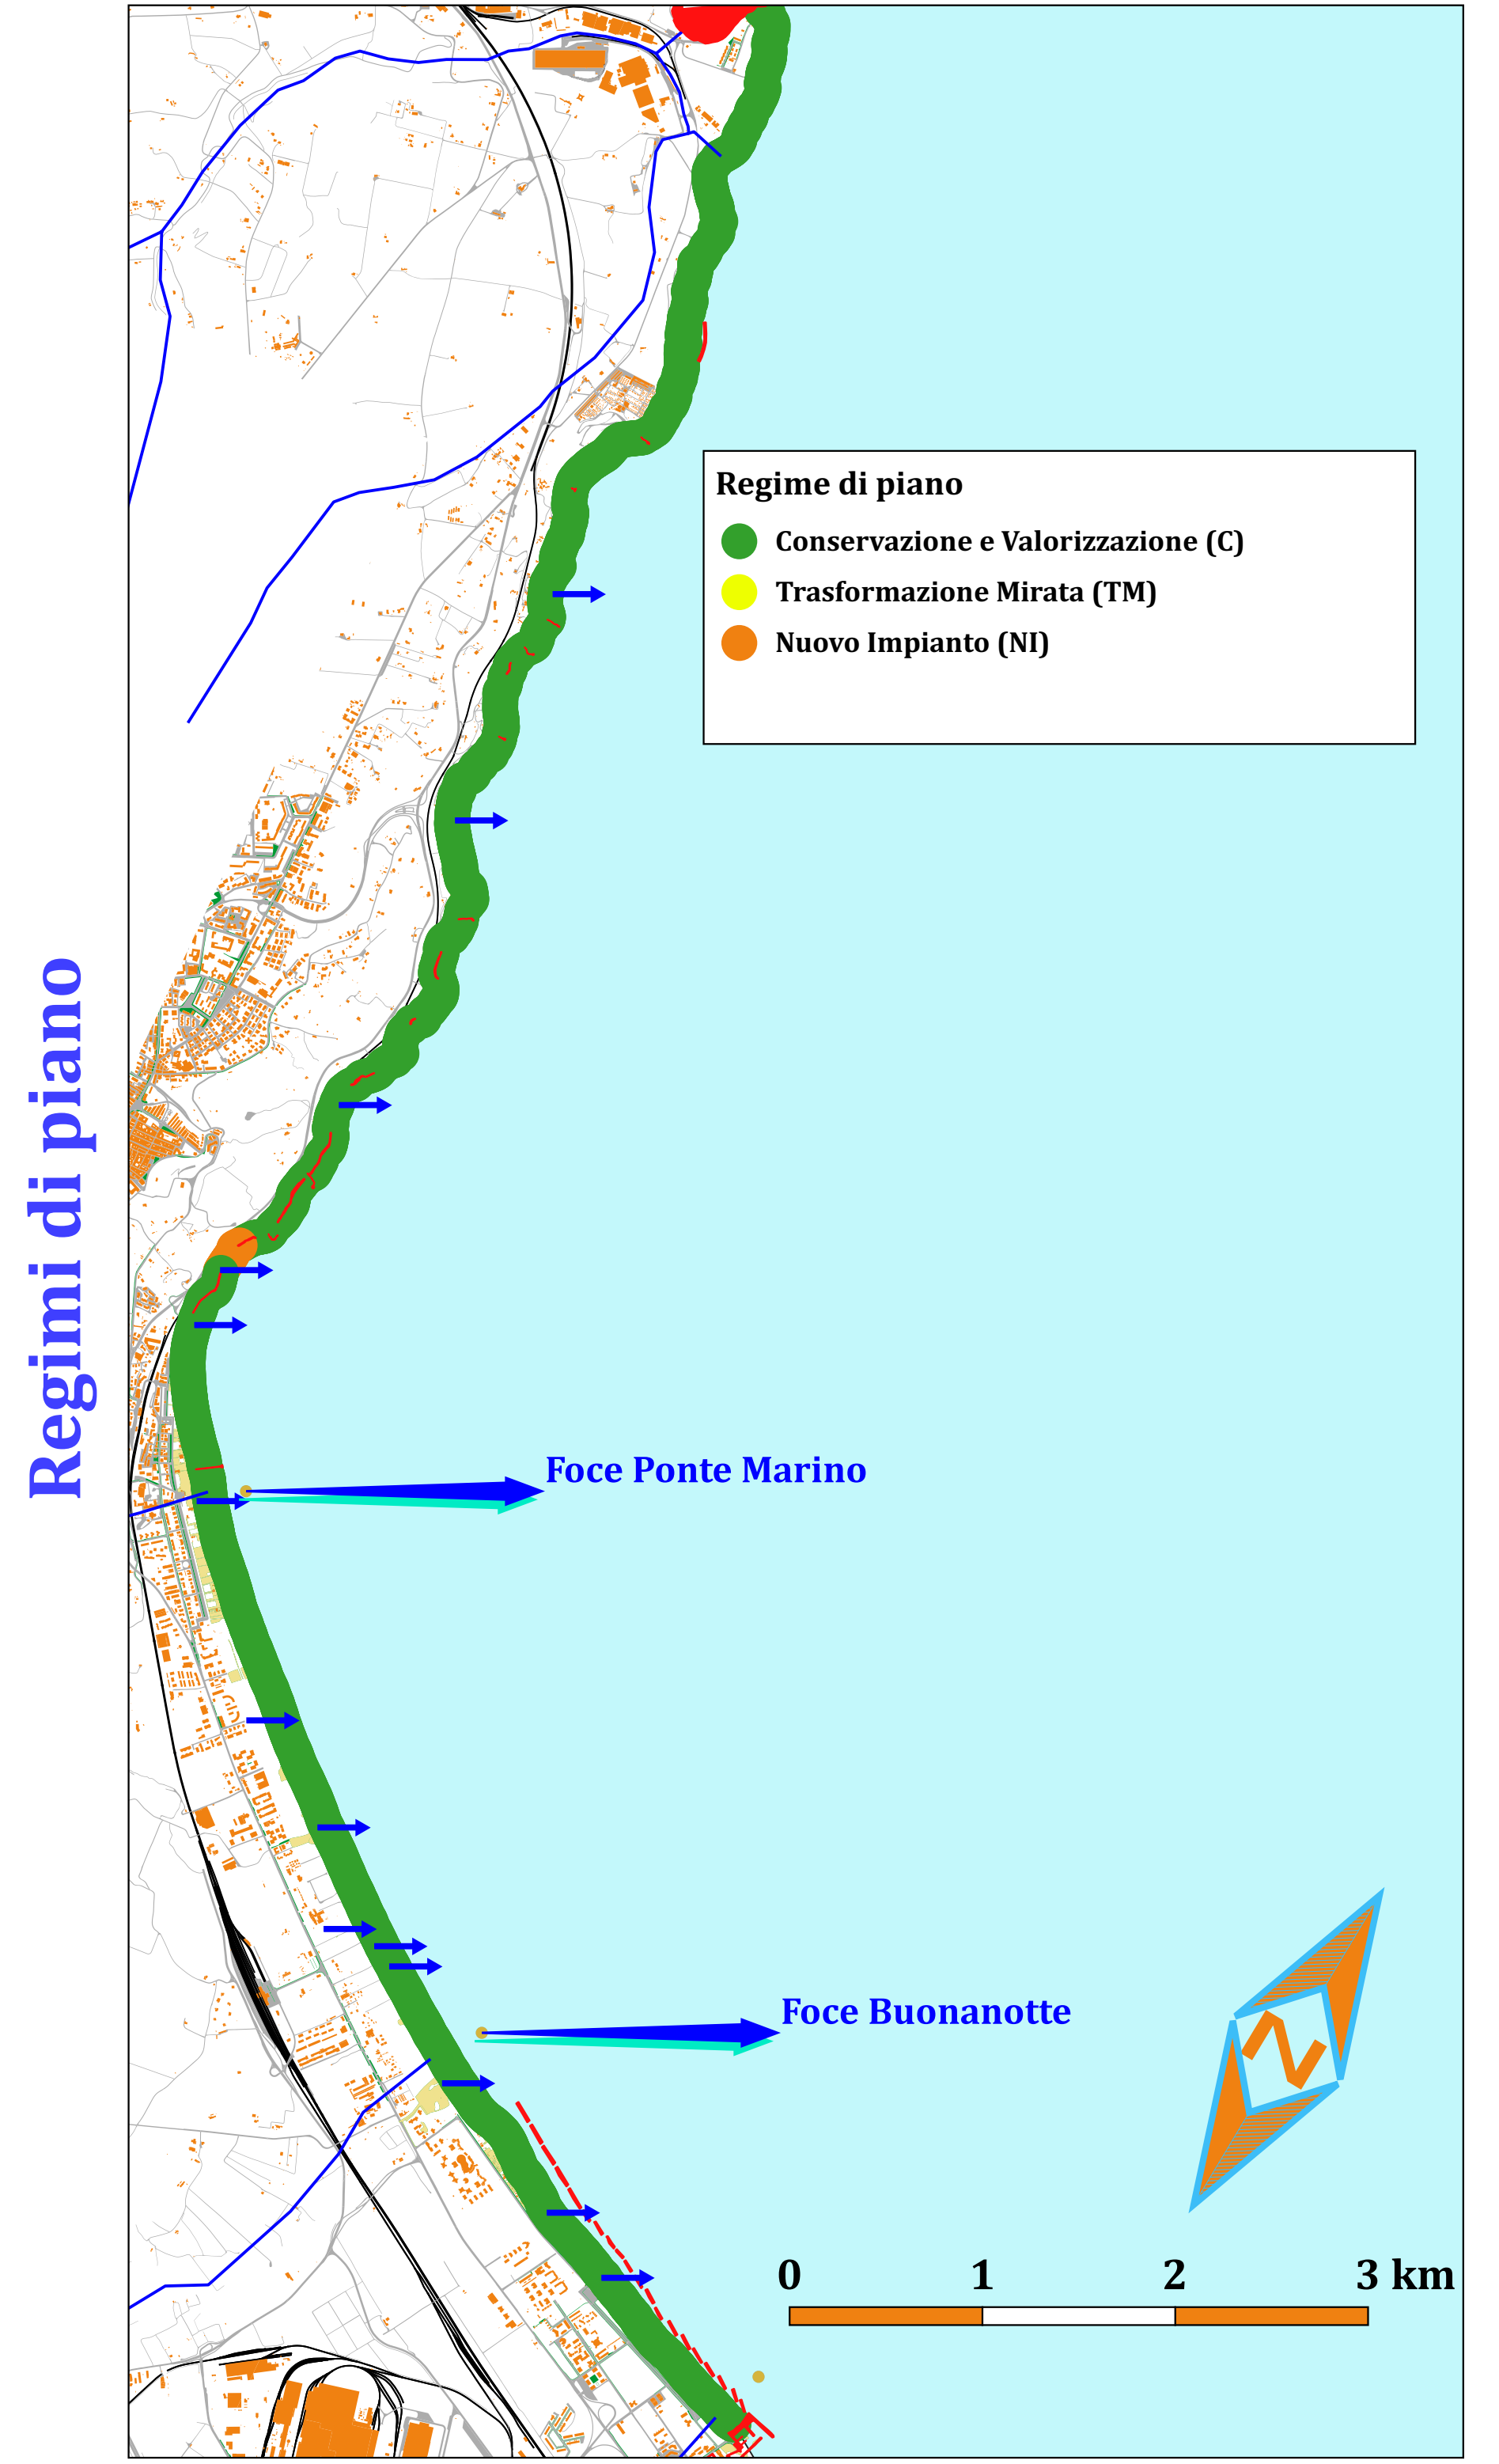 Regimi di piano
Regime di piano
Conservazione e Valorizzazione (C)
Trasformazione Mirata (TM)
Nuovo Impianto (NI)
Foce Ponte Marino
Foce Buonanotte
N
0 1 2 3 km